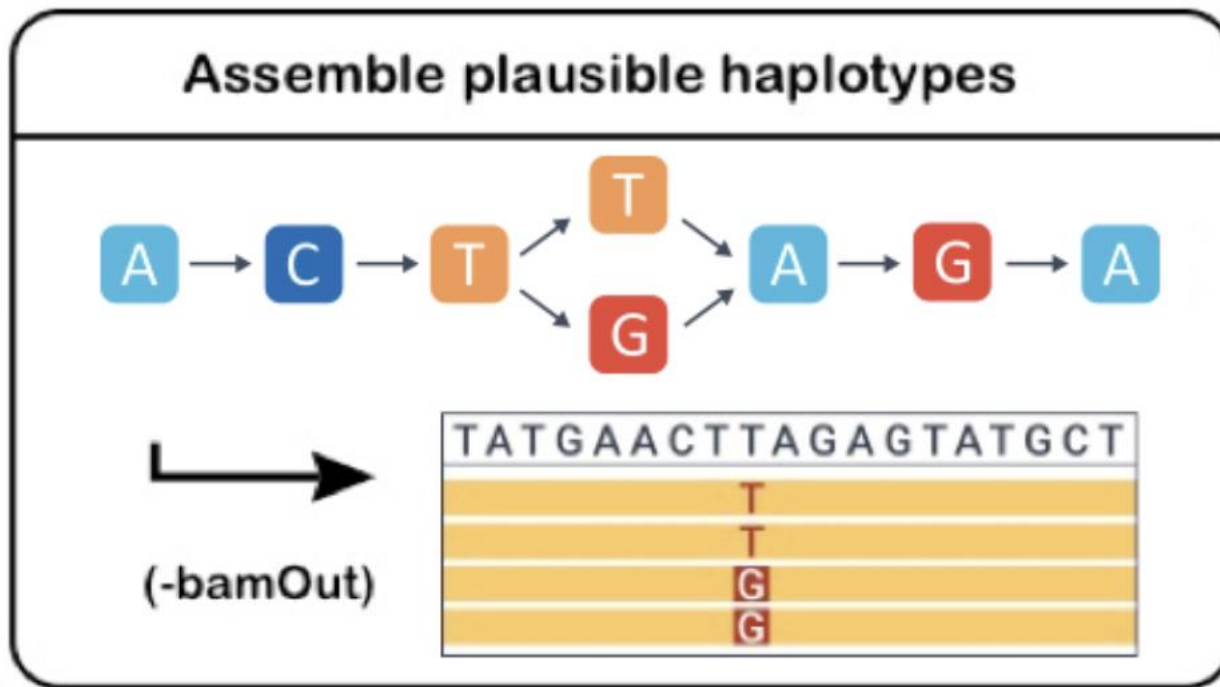 Assemble plausible haplotypes
T
A C T A G A
G
TATGAACTTAGAGTATGCT
T
T
(-bamOut)
G
G